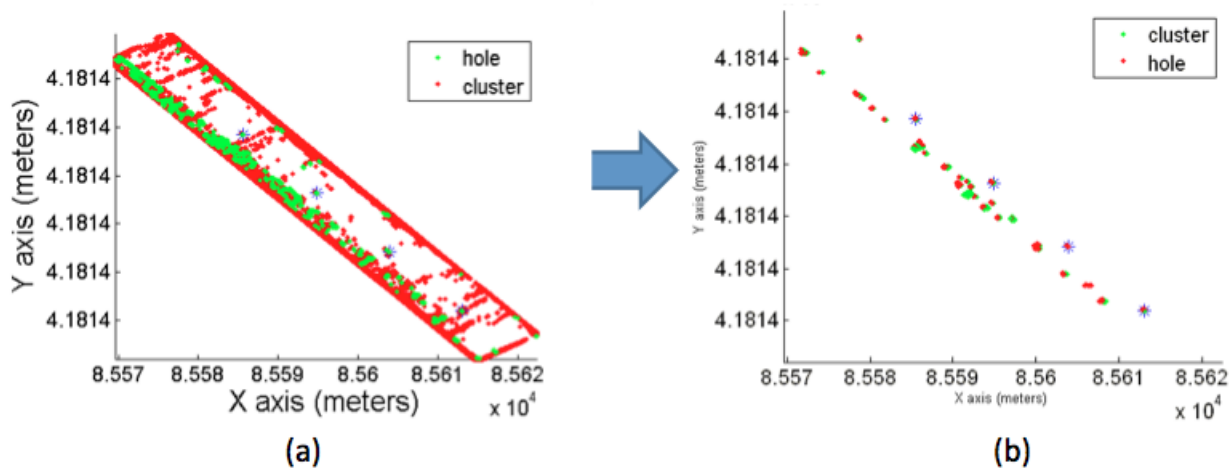 hole
cluster
4.1814
4.1814
4.1814
4.1814
4.1814
4.1814
Y axis (meters)
8.557 8.558 8.559 8.56 8.561 8.562
X axis (meters)
x 10⁴
(a)
cluster
hole
4.1814
4.1814
4.1814
4.1814
4.1814
4.1814
Y axis (meters)
8.557 8.558 8.559 8.56 8.561 8.562
X axis (meters)
x 10⁴
(b)